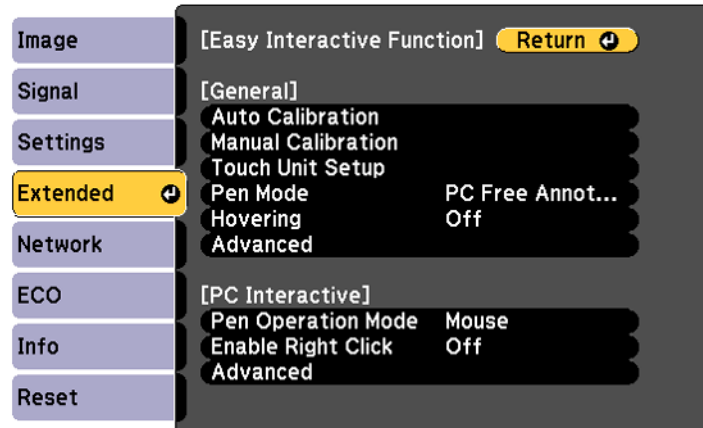 Image
Signal
Settings
Extended
Network
ECO
Info
Reset
[Easy Interactive Function] Return
[General]
Auto Calibration
Manual Calibration
Touch Unit Setup
Pen Mode PC Free Annot...
Hovering Off
Advanced
[PC Interactive]
Pen Operation Mode Mouse
Enable Right Click Off
Advanced